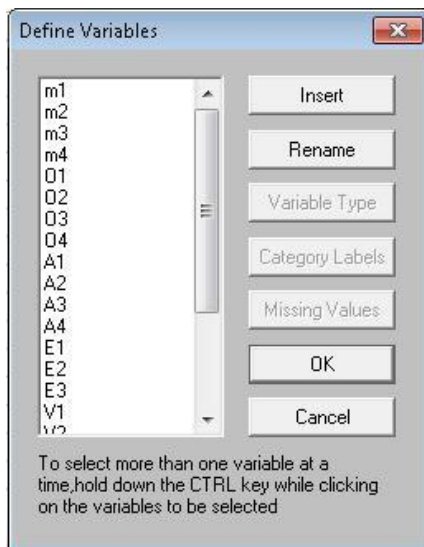 Define Variables
m1
m2
m3
m4
O1
O2
O3
O4
A1
A2
A3
A4
E1
E2
E3
V1
V2
Insert
Rename
Variable Type
Category Labels
Missing Values
OK
Cancel
To select more than one variable at a
time,hold down the CTRL key while clicking
on the variables to be selected